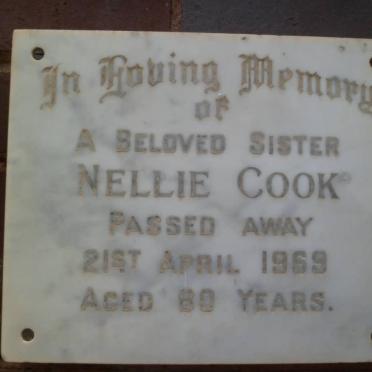 In Loving Memory
of
A Beloved Sister
Nellie Cook
Passed away
21st April 1969
Aged 80 Years.